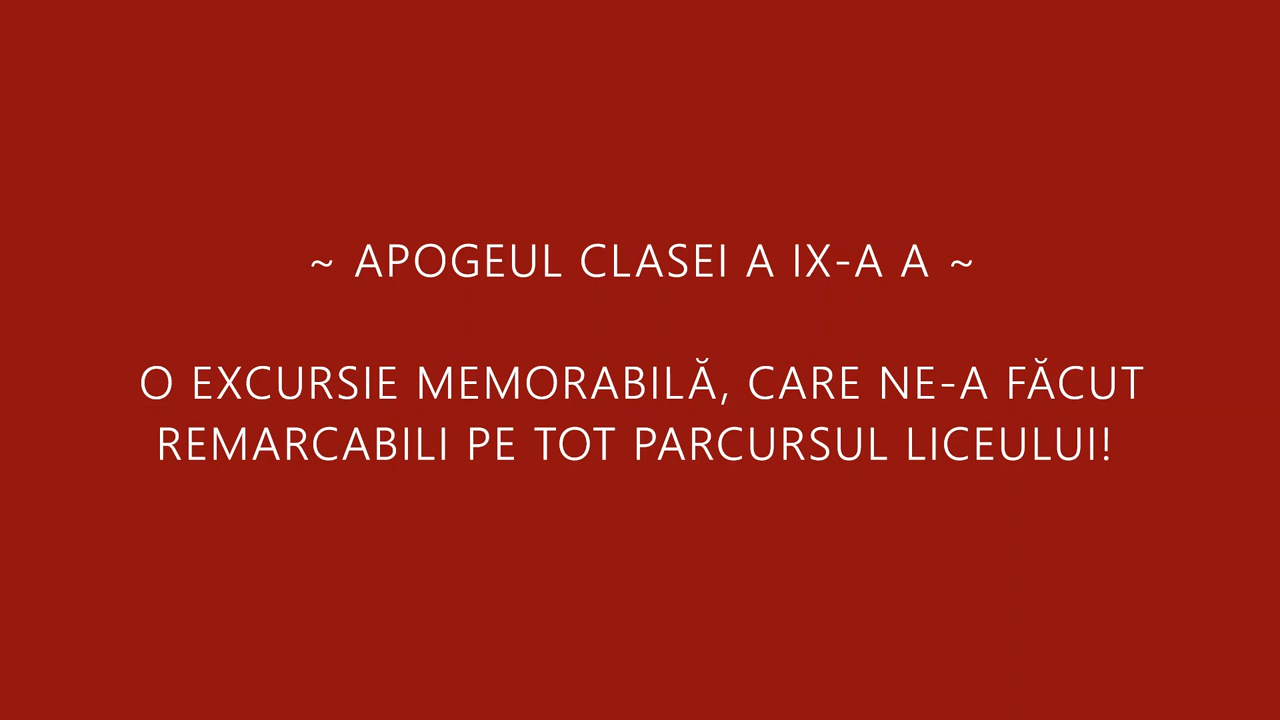 ~ APOGEUL CLASEI A IX-A A ~
O EXCURSIE MEMORABILĂ, CARE NE-A FĂCUT
REMARCABILI PE TOT PARCURSUL LICEULUI!